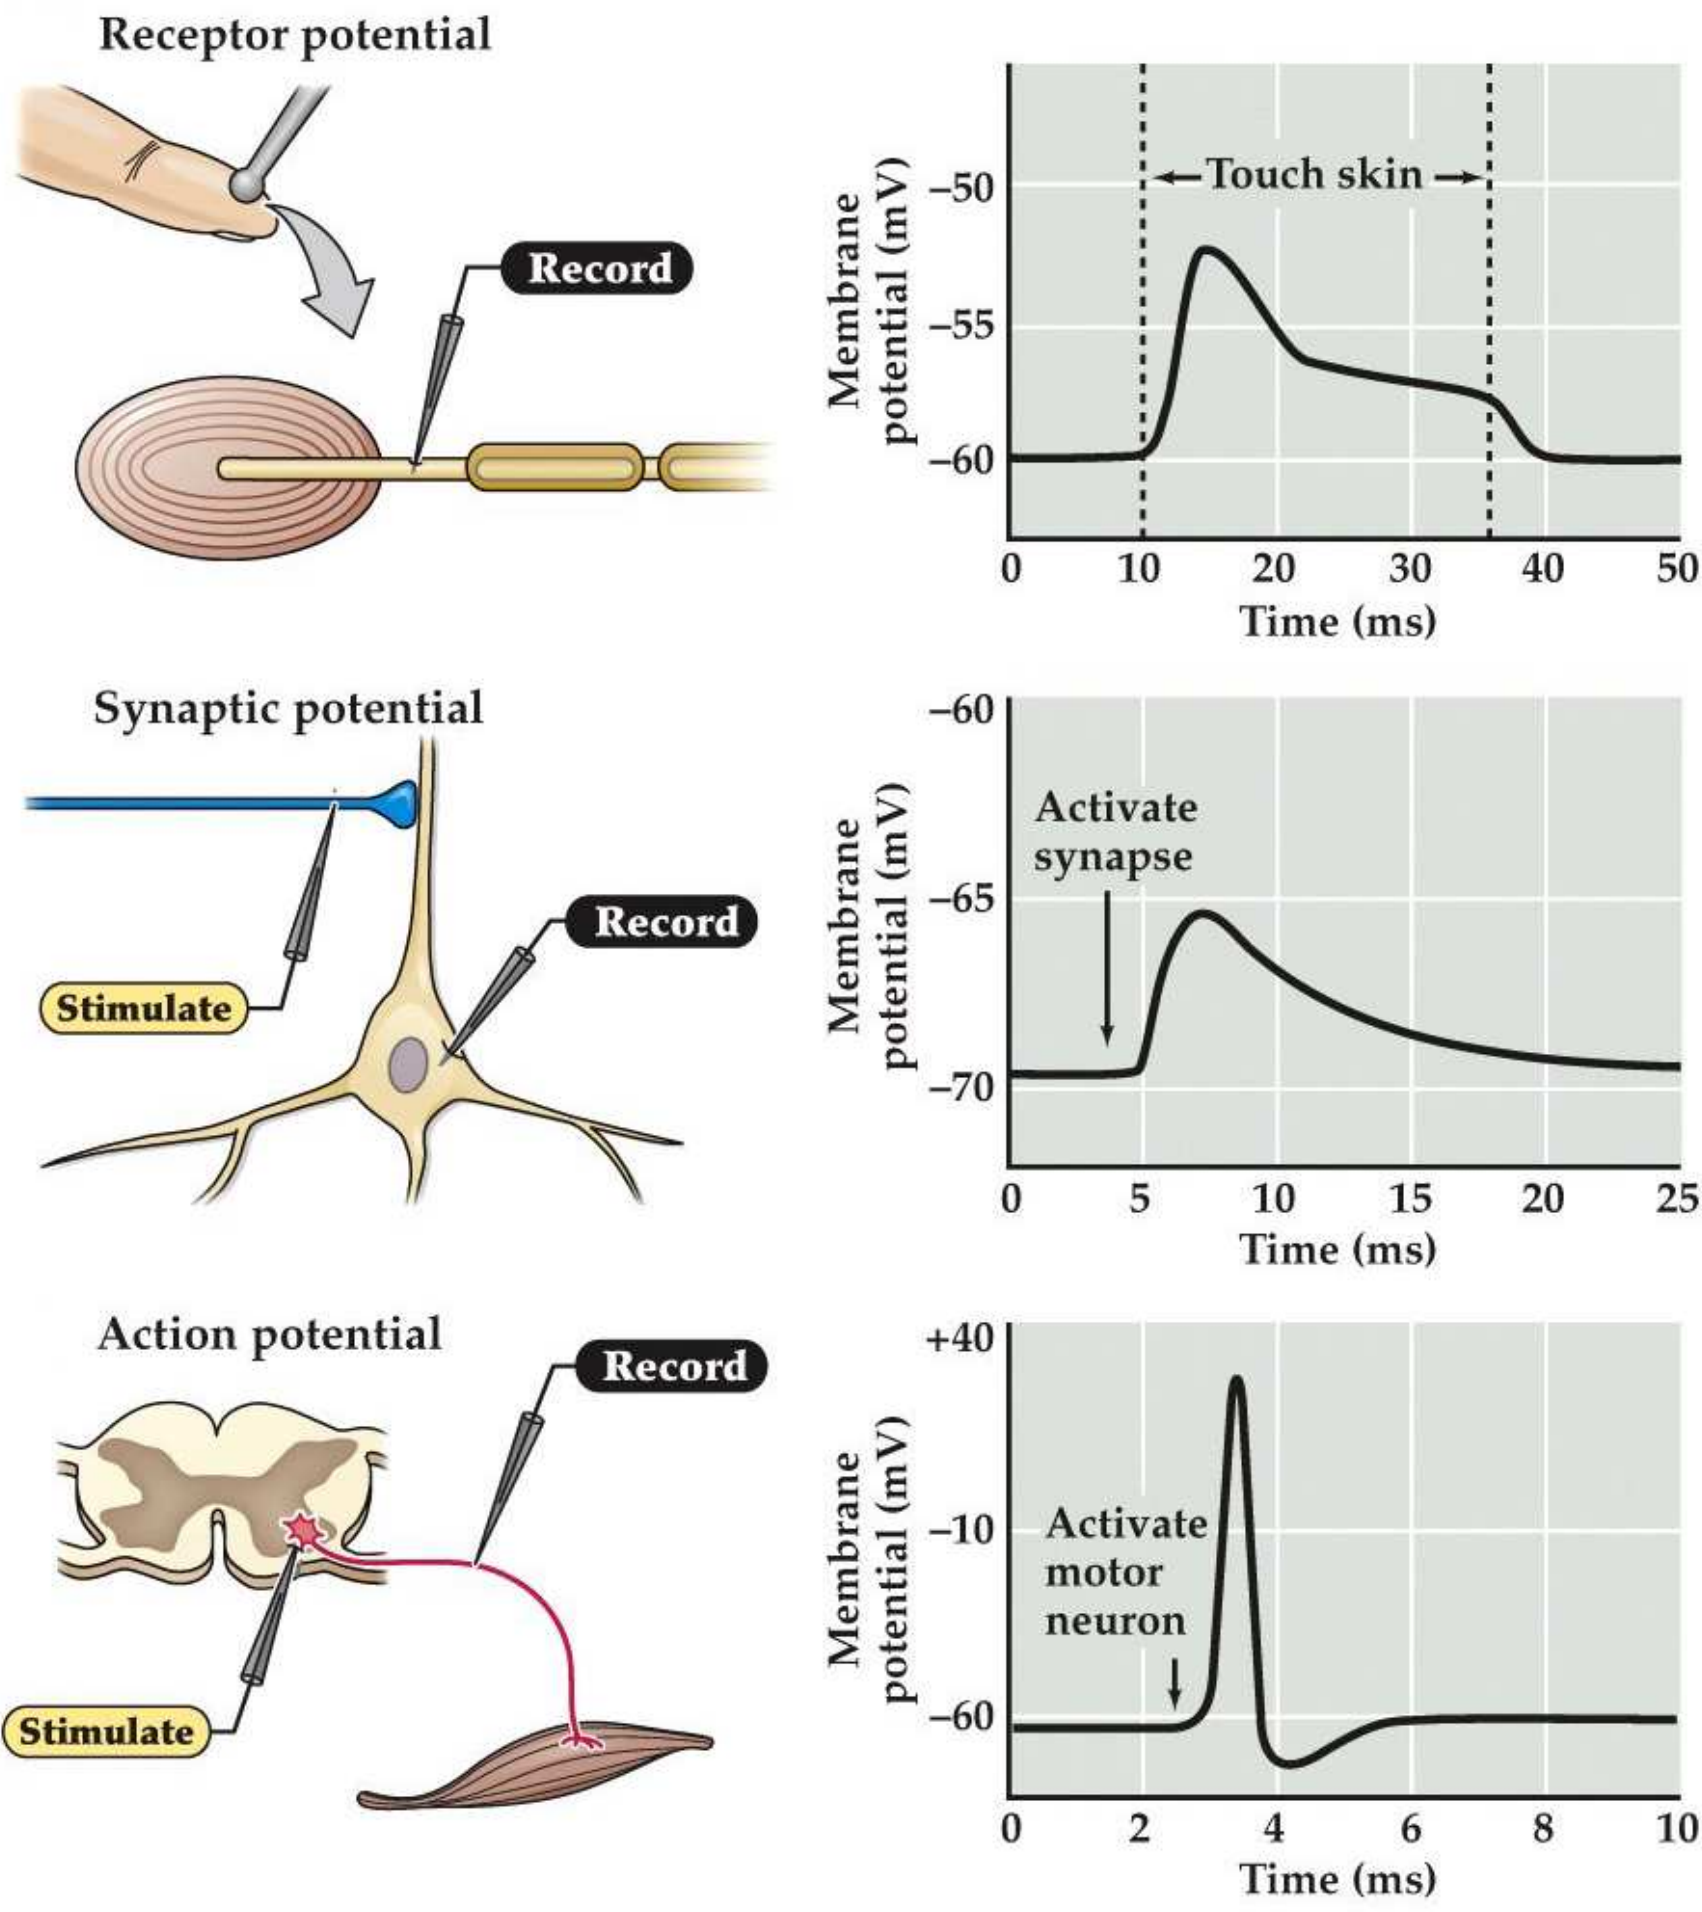 Receptor potential
Record
Membrane
potential (mV)
–50
–55
–60
Touch skin
0 10 20 30 40 50
Time (ms)
Synaptic potential
Stimulate
Record
Membrane
potential (mV)
–60
–65
–70
Activate
synapse
0 5 10 15 20 25
Time (ms)
Action potential
Record
Stimulate
Membrane
potential (mV)
+40
–10
–60
Activate
motor
neuron
0 2 4 6 8 10
Time (ms)